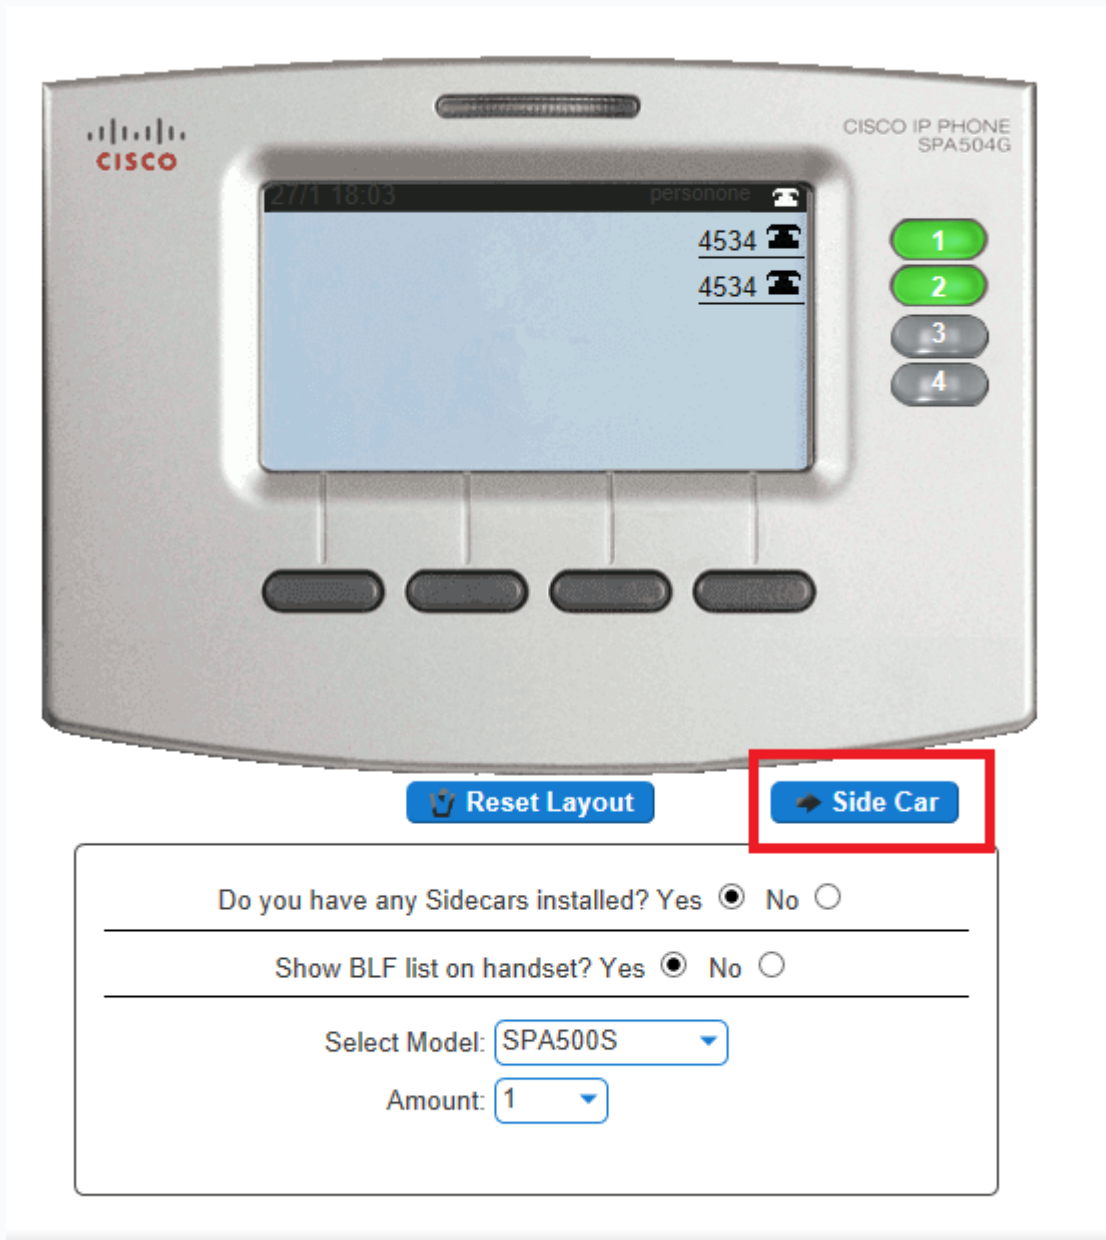 CISCO
CISCO IP PHONE
SPA504G
27/1 18:03 personone
4534
4534
1
2
3
4
Reset Layout
Side Car
Do you have any Sidecars installed? Yes No
Show BLF list on handset? Yes No
Select Model: SPA500S
Amount: 1